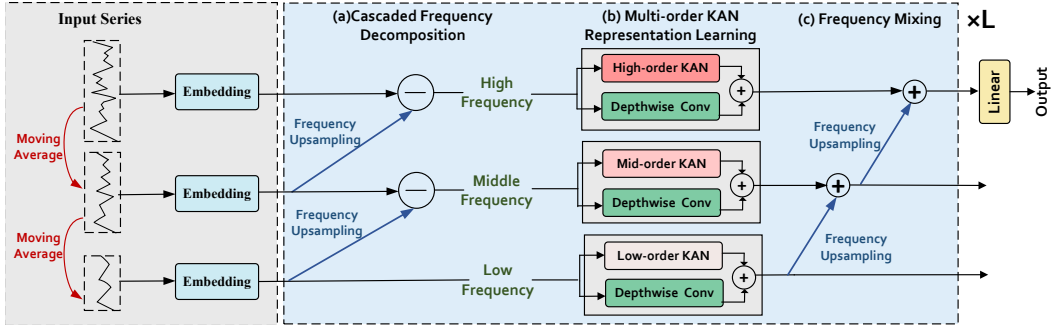 Input Series
(a)Cascaded Frequency
Decomposition
(b) Multi-order KAN
Representation Learning
(c) Frequency Mixing
×L
Moving
Average
Embedding
Frequency
Upsampling
—
High
Frequency
High-order KAN
Depthwise Conv
+
+
Frequency
Upsampling
Linear
Output
Moving
Average
Embedding
Frequency
Upsampling
—
Middle
Frequency
Mid-order KAN
Depthwise Conv
+
+
Frequency
Upsampling
Embedding
Low
Frequency
Low-order KAN
Depthwise Conv
+